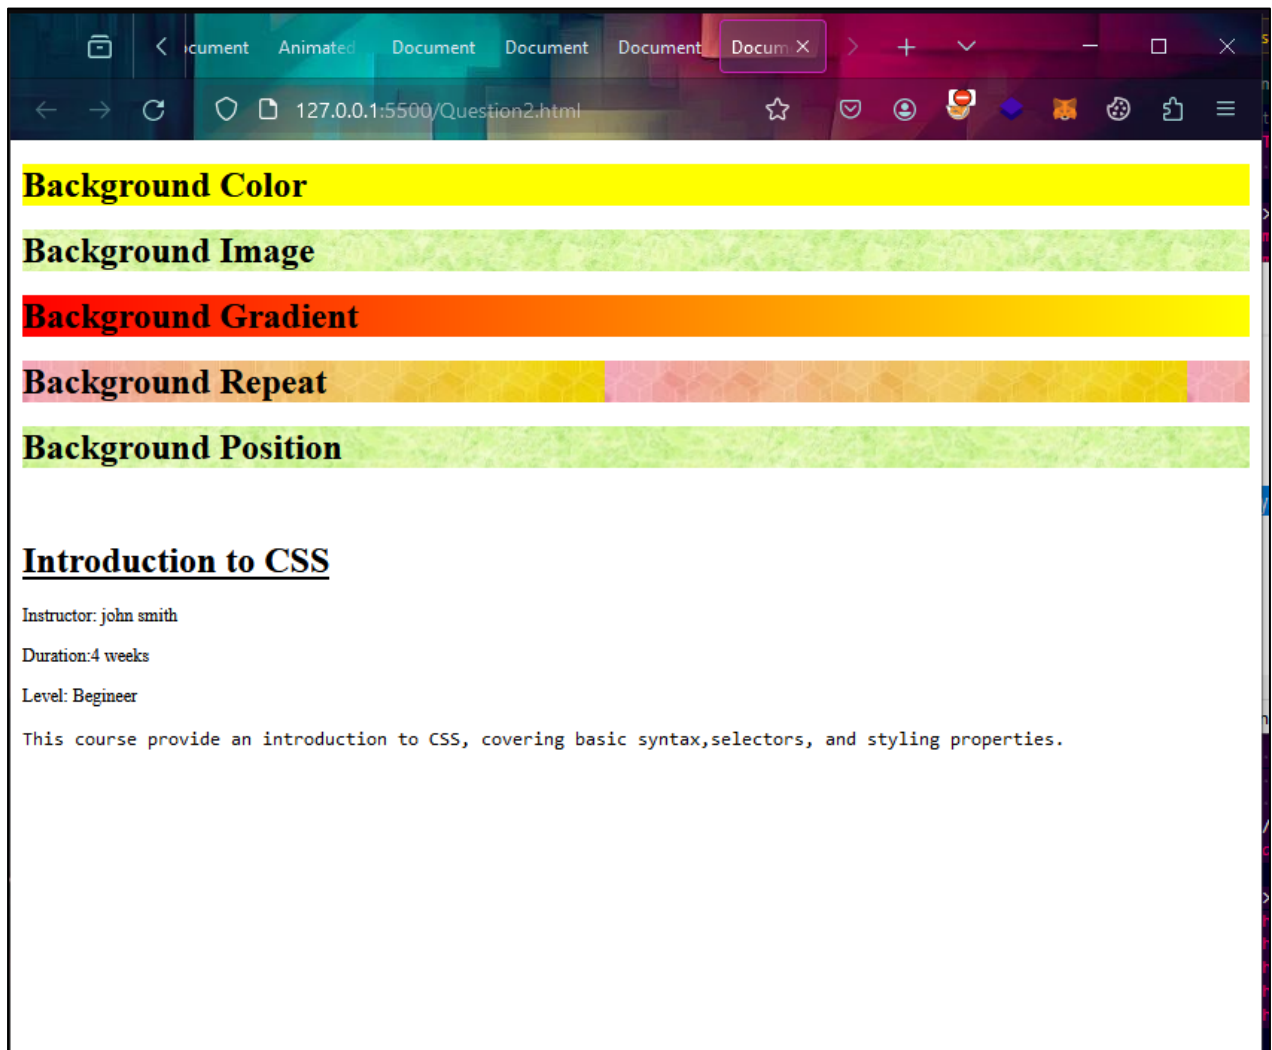 ocument Animated Document Document Document Docum
127.0.0.1:5500/Question2.html
Background Color
Background Image
Background Gradient
Background Repeat
Background Position
Introduction to CSS
Instructor: john smith
Duration:4 weeks
Level: Begineer
This course provide an introduction to CSS, covering basic syntax,selectors, and styling properties.